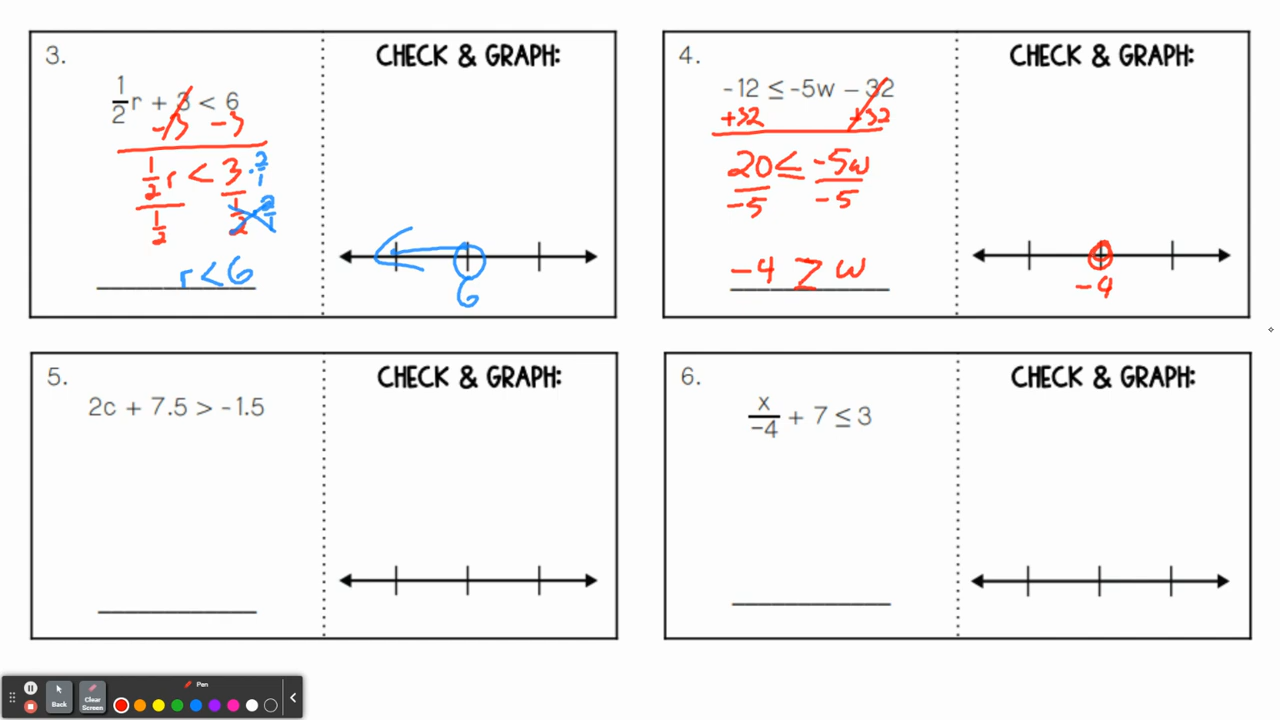 3.
CHECK & GRAPH:
1/2 r + 3 < 6
-3 -3
1/2 r < 3 · 2/1
1/2 1/2 2/1
r < 6
6
4.
CHECK & GRAPH:
-12 ≤ -5w – 32
+32 +32
20 ≤ -5w
-5 -5
-4 ≥ w
-4
5.
CHECK & GRAPH:
2c + 7.5 > -1.5
6.
CHECK & GRAPH:
x/-4 + 7 ≤ 3
Pen
Back
Clear
Screen